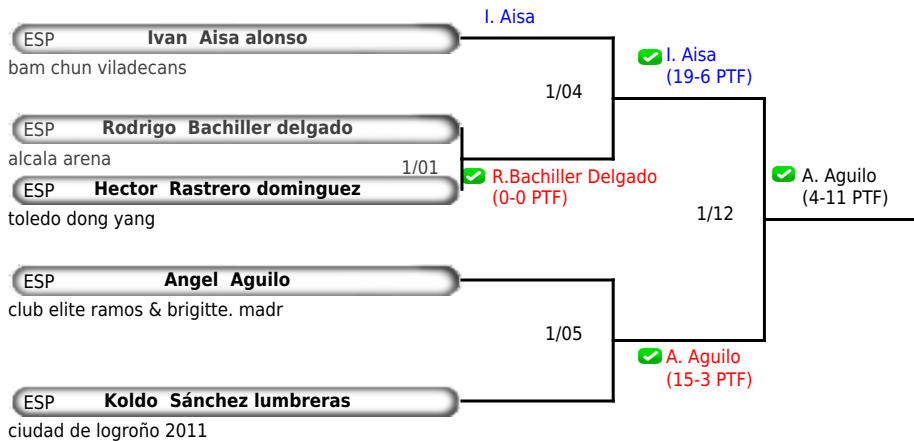 I. Aisa
ESP Ivan Aisa alonso
bam chun viladecans
I. Aisa
(19-6 PTF)
1/04
ESP Rodrigo Bachiller delgado
alcala arena
1/01
R.Bachiller Delgado
(0-0 PTF)
ESP Hector Rastrero dominguez
toledo dong yang
A. Aguilo
(4-11 PTF)
1/12
ESP Angel Aguilo
club elite ramos & brigitte. madr
1/05
A. Aguilo
(15-3 PTF)
ESP Koldo Sánchez lumbreras
ciudad de logroño 2011